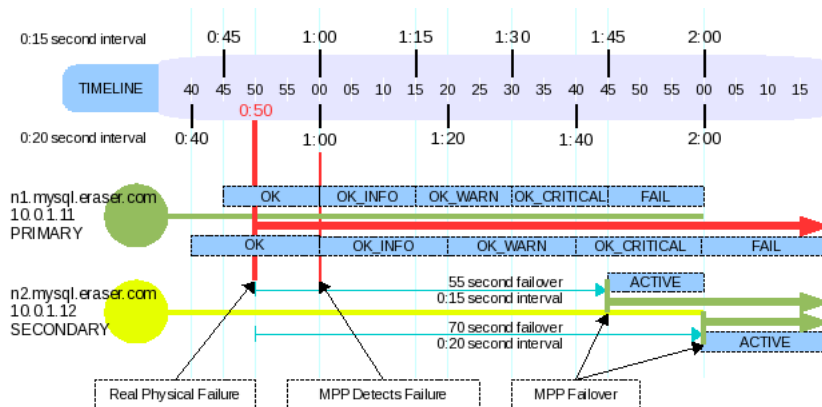 0:15 second interval
0:45 1:00 1:15 1:30 1:45 2:00
TIMELINE
40 45 50 55 00 05 10 15 20 25 30 35 40 45 50 55 00 05 10 15
0:50
0:20 second interval
0:40 1:00 1:20 1:40 2:00
n1.mysql.eraser.com
10.0.1.11
PRIMARY
OK OK_INFO OK_WARN OK_CRITICAL FAIL
OK OK_INFO OK_WARN OK_CRITICAL FAIL
n2.mysql.eraser.com
10.0.1.12
SECONDARY
55 second failover
0:15 second interval
ACTIVE
70 second failover
0:20 second interval
ACTIVE
Real Physical Failure
MPP Detects Failure
MPP Failover